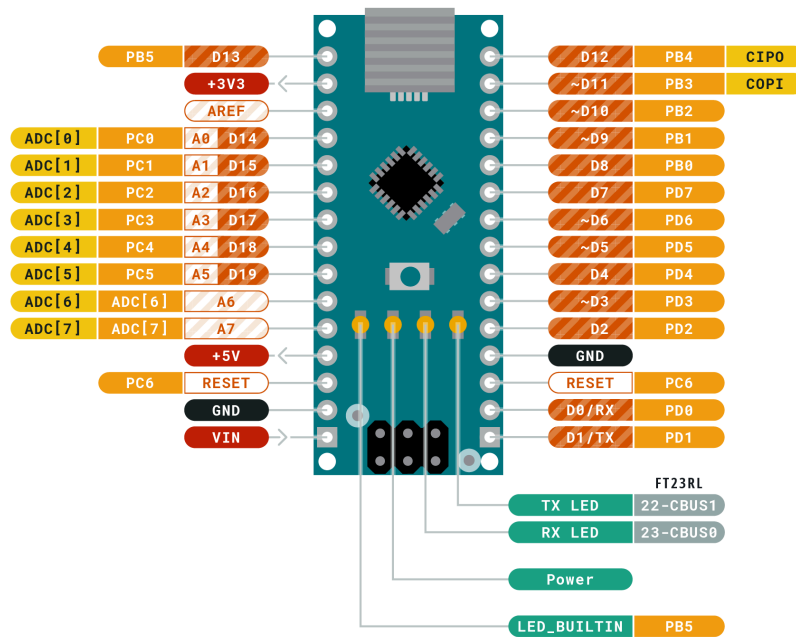 PB5 D13 D12 PB4 CIPO
+3V3 ~D11 PB3 COPI
AREF ~D10 PB2
ADC[0] PC0 A0 D14 ~D9 PB1
ADC[1] PC1 A1 D15 D8 PB0
ADC[2] PC2 A2 D16 D7 PD7
ADC[3] PC3 A3 D17 ~D6 PD6
ADC[4] PC4 A4 D18 ~D5 PD5
ADC[5] PC5 A5 D19 D4 PD4
ADC[6] ADC[6] A6 ~D3 PD3
ADC[7] ADC[7] A7 D2 PD2
+5V GND
PC6 RESET RESET PC6
GND D0/RX PD0
VIN D1/TX PD1
FT23RL
TX LED 22-CBUS1
RX LED 23-CBUS0
Power
LED_BUILTIN PB5